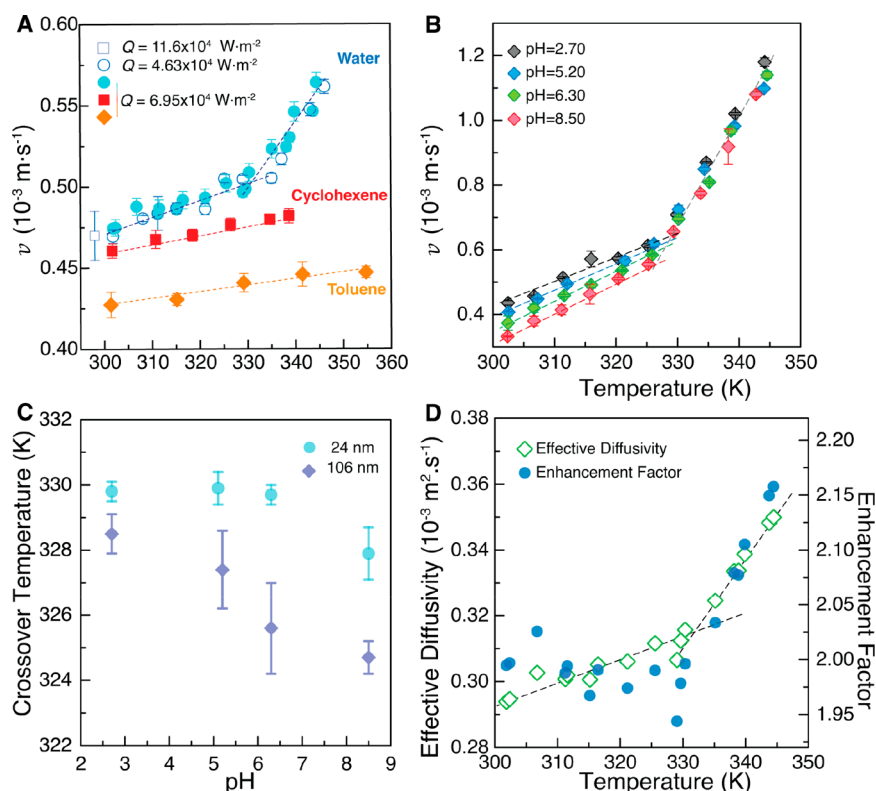 A
Q = 11.6x10⁴ W·m⁻²
Q = 4.63x10⁴ W·m⁻²
Q = 6.95x10⁴ W·m⁻²
Water
Cyclohexene
Toluene
0.60
0.55
0.50
0.45
0.40
ν (10⁻³ m·s⁻¹)
300 310 320 330 340 350 360
B
pH=2.70
pH=5.20
pH=6.30
pH=8.50
1.2
1.0
0.8
0.6
0.4
ν (10⁻³ m·s⁻¹)
300 310 320 330 340 350
Temperature (K)
C
24 nm
106 nm
332
330
328
326
325
322
Crossover Temperature (K)
2 3 4 5 6 7 8 9
pH
D
Effective Diffusivity
Enhancement Factor
0.38
0.36
0.34
0.32
0.30
0.28
Effective Diffusivity (10⁻³ m².s⁻¹)
2.20
2.15
2.10
2.05
2.00
1.95
Enhancement Factor
300 310 320 330 340 350
Temperature (K)